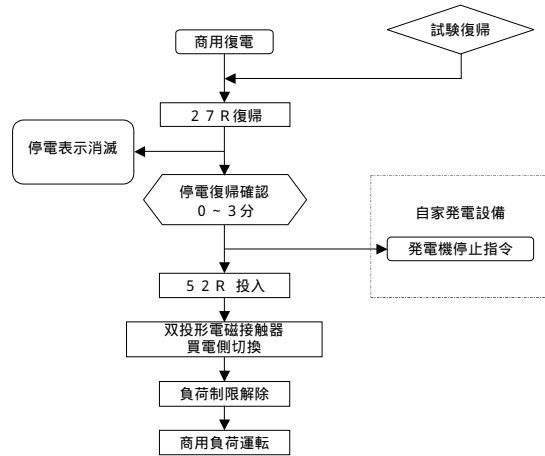 商用復電
試験復帰
２７Ｒ復帰
停電表示消滅
停電復帰確認
０～３分
自家発電設備
発電機停止指令
５２Ｒ 投入
双投形電磁接触器
買電側切換
負荷制限解除
商用負荷運転